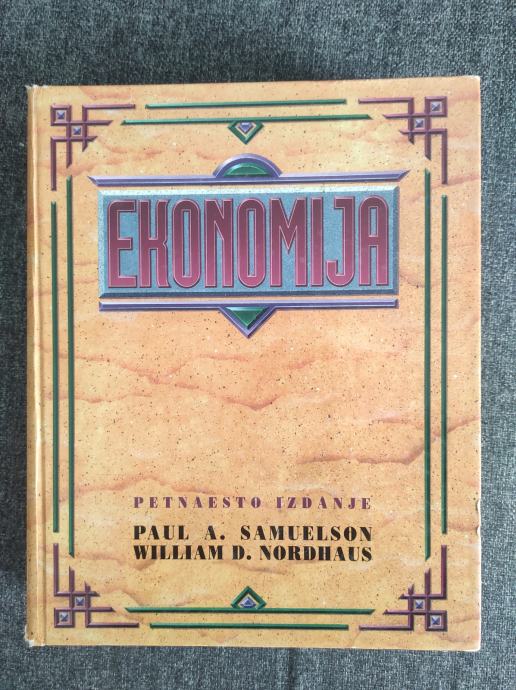 EKONOMIJA
PETNAESTO IZDANJE
PAUL A. SAMUELSON
WILLIAM D. NORDHAUS